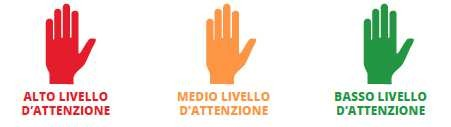 ALTO LIVELLO
D'ATTENZIONE
MEDIO LIVELLO
D'ATTENZIONE
BASSO LIVELLO
D'ATTENZIONE